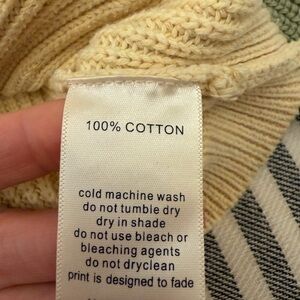 100% COTTON
cold machine wash
do not tumble dry
dry in shade
do not use bleach or
bleaching agents
do not dryclean
print is designed to fade